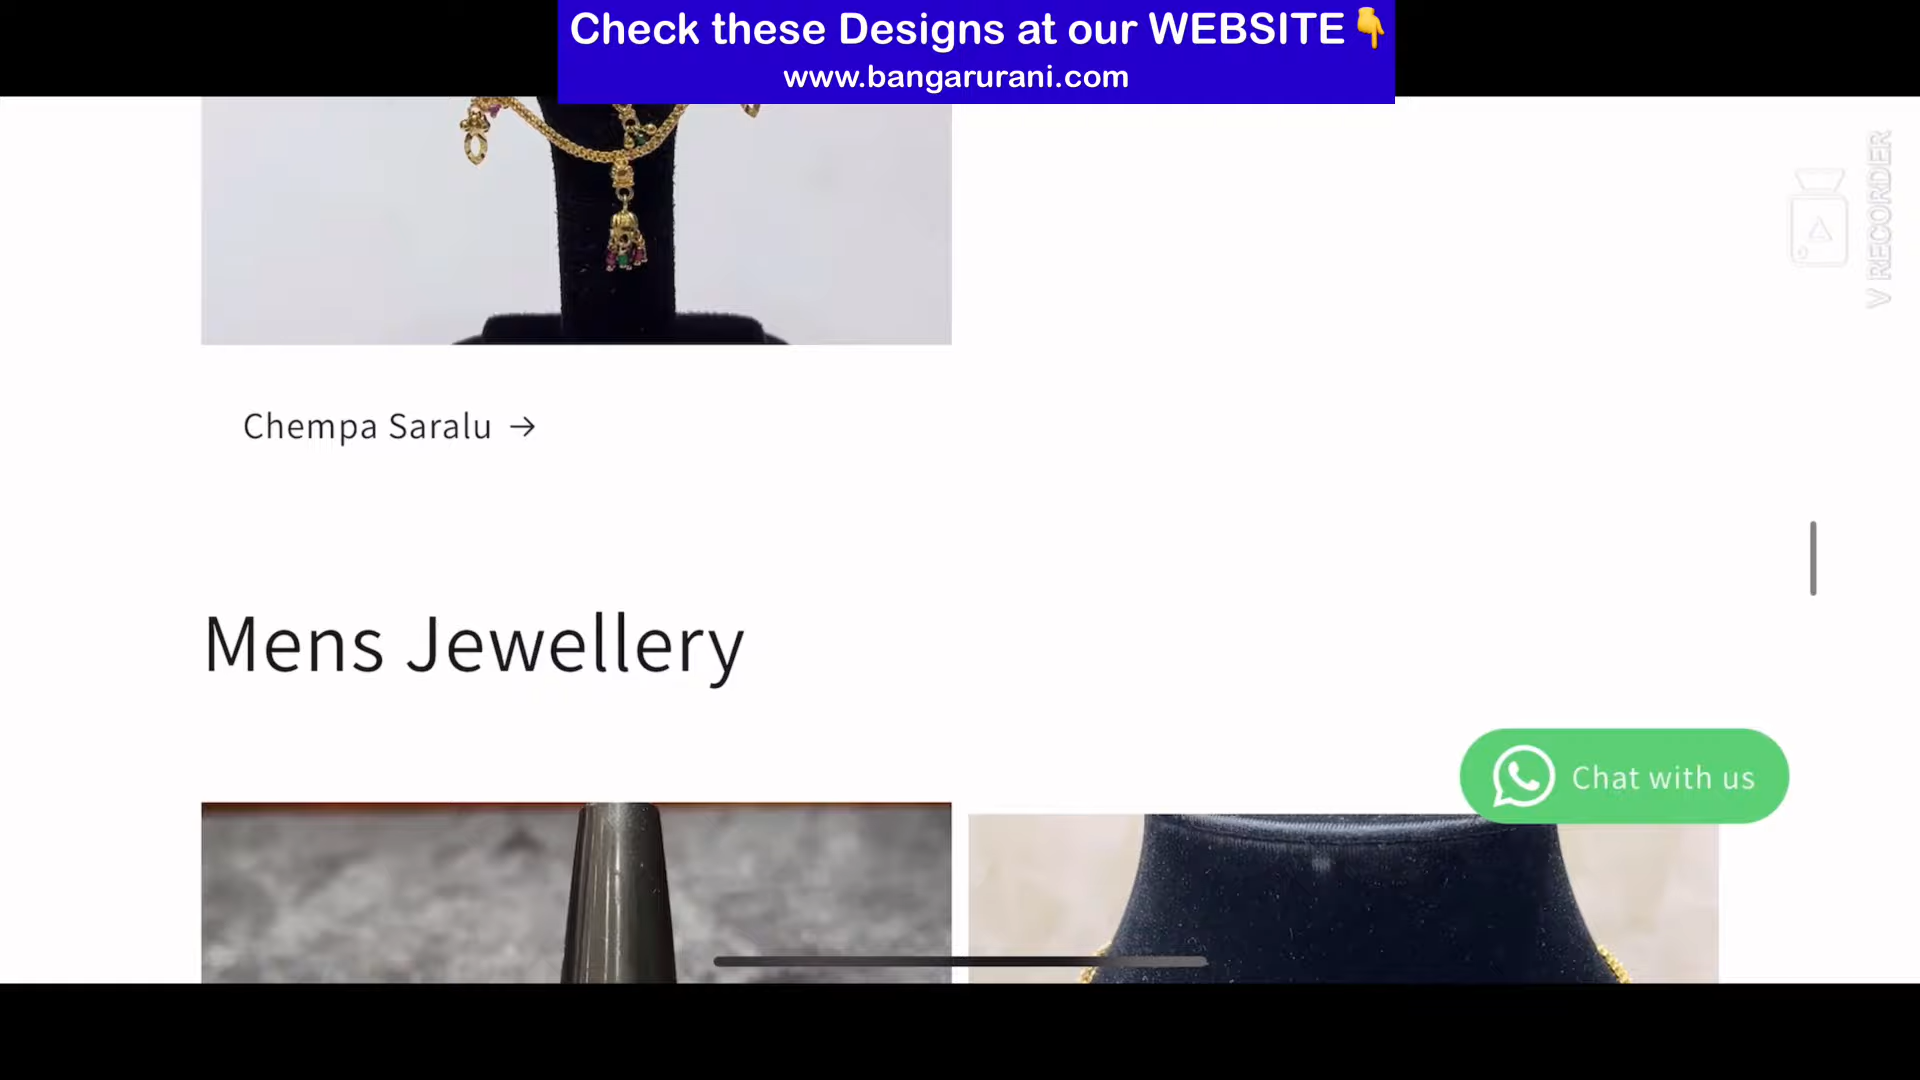 Check these Designs at our WEBSITE👇
www.bangarurani.com
V RECORDER
Chempa Saralu →
Mens Jewellery
Chat with us